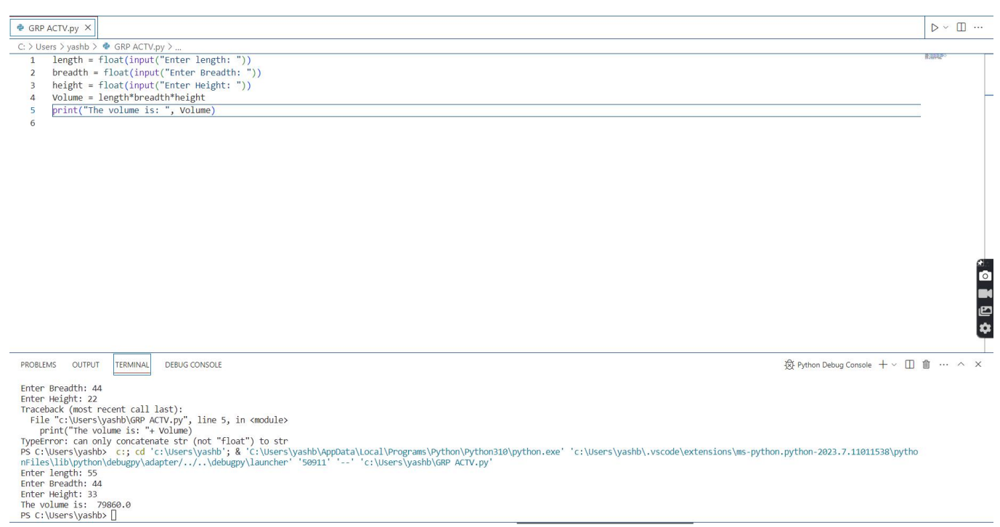 GRP ACTV.py
C: > Users > yashb > GRP ACTV.py > ...
1 length = float(input("Enter length: "))
2 breadth = float(input("Enter Breadth: "))
3 height = float(input("Enter Height: "))
4 Volume = length*breadth*height
5 print("The volume is: ", Volume)
6
PROBLEMS OUTPUT TERMINAL DEBUG CONSOLE Python Debug Console
Enter Breadth: 44
Enter Height: 22
Traceback (most recent call last):
  File "c:\Users\yashb\GRP ACTV.py", line 5, in <module>
    print("The volume is: "+ Volume)
TypeError: can only concatenate str (not "float") to str
PS C:\Users\yashb>  c:; cd 'c:\Users\yashb'; & 'C:\Users\yashb\AppData\Local\Programs\Python\Python310\python.exe' 'c:\Users\yashb\.vscode\extensions\ms-python.python-2023.7.11011538\pytho
nFiles\lib\python\debugpy\adapter/../..\debugpy\launcher' '50911' '--' 'c:\Users\yashb\GRP ACTV.py'
Enter length: 55
Enter Breadth: 44
Enter Height: 33
The volume is:  79860.0
PS C:\Users\yashb>